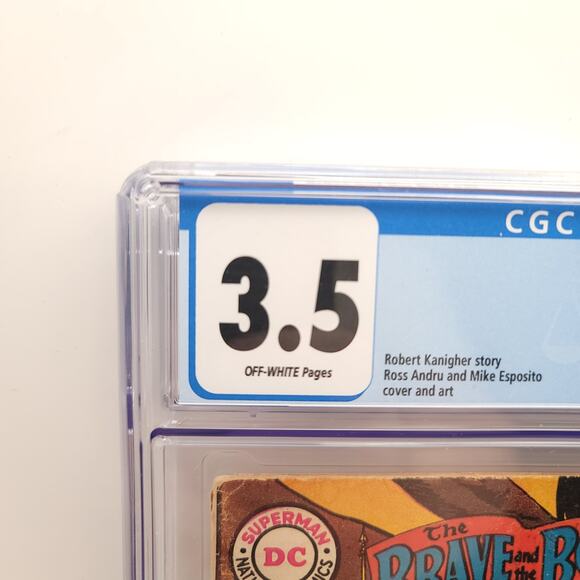 CGC
3.5
OFF-WHITE Pages
Robert Kanigher story
Ross Andru and Mike Esposito
cover and art
SUPERMAN
DC
The
BRAVE and the B